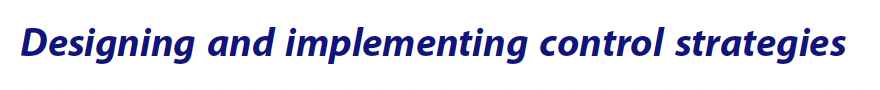 Designing and implementing control strategies